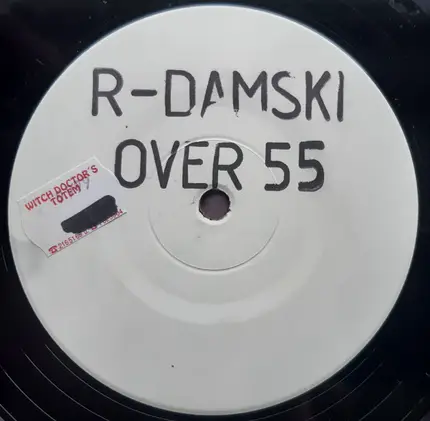 R-DAMSKI
OVER 55
WITCH DOCTOR'S
TOTEM